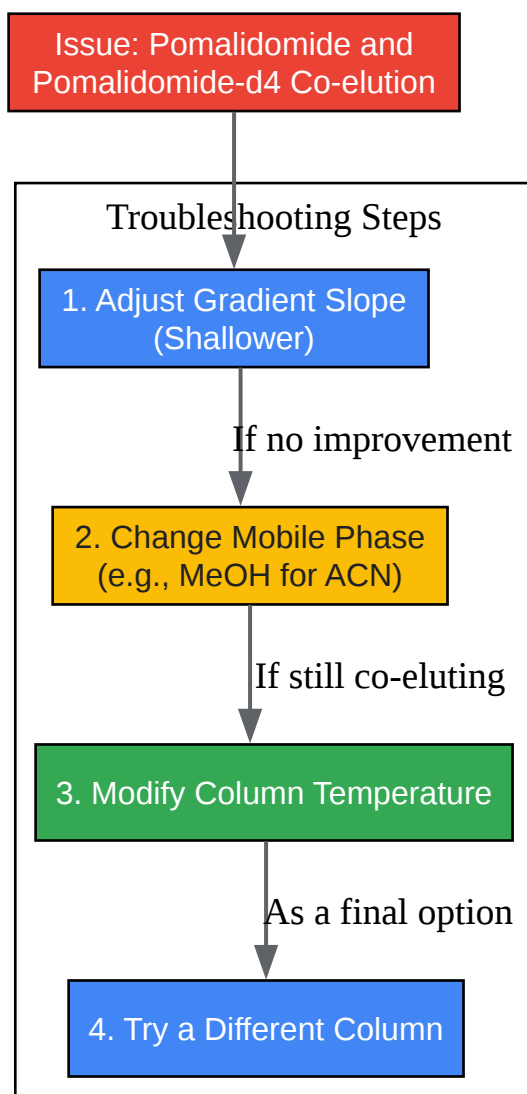 Issue: Pomalidomide and
Pomalidomide-d4 Co-elution
Troubleshooting Steps
1. Adjust Gradient Slope
(Shallower)
If no improvement
2. Change Mobile Phase
(e.g., MeOH for ACN)
If still co-eluting
3. Modify Column Temperature
As a final option
4. Try a Different Column